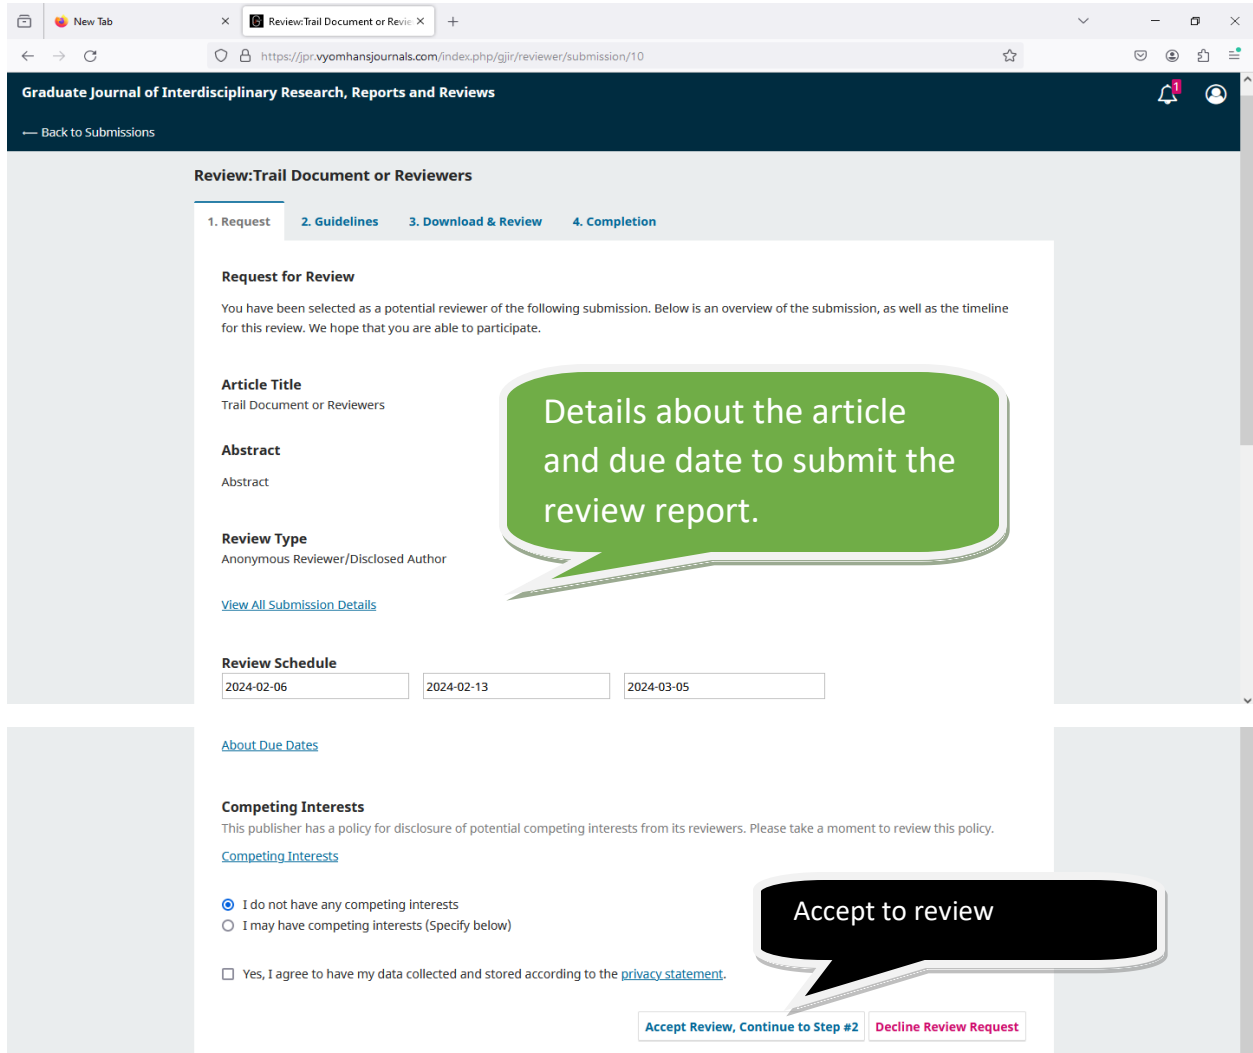 New Tab
Review:Trail Document or Revie
https://jpr.vyomhansjournals.com/index.php/gjir/reviewer/submission/10
Graduate Journal of Interdisciplinary Research, Reports and Reviews
1
← Back to Submissions
Review:Trail Document or Reviewers
1. Request 2. Guidelines 3. Download & Review 4. Completion
Request for Review
You have been selected as a potential reviewer of the following submission. Below is an overview of the submission, as well as the timeline
for this review. We hope that you are able to participate.
Article Title
Trail Document or Reviewers
Details about the article
and due date to submit the
review report.
Abstract
Abstract
Review Type
Anonymous Reviewer/Disclosed Author
View All Submission Details
Review Schedule
2024-02-06 2024-02-13 2024-03-05
About Due Dates
Competing Interests
This publisher has a policy for disclosure of potential competing interests from its reviewers. Please take a moment to review this policy.
Competing Interests
I do not have any competing interests
I may have competing interests (Specify below)
Accept to review
Yes, I agree to have my data collected and stored according to the privacy statement.
Accept Review, Continue to Step #2 Decline Review Request